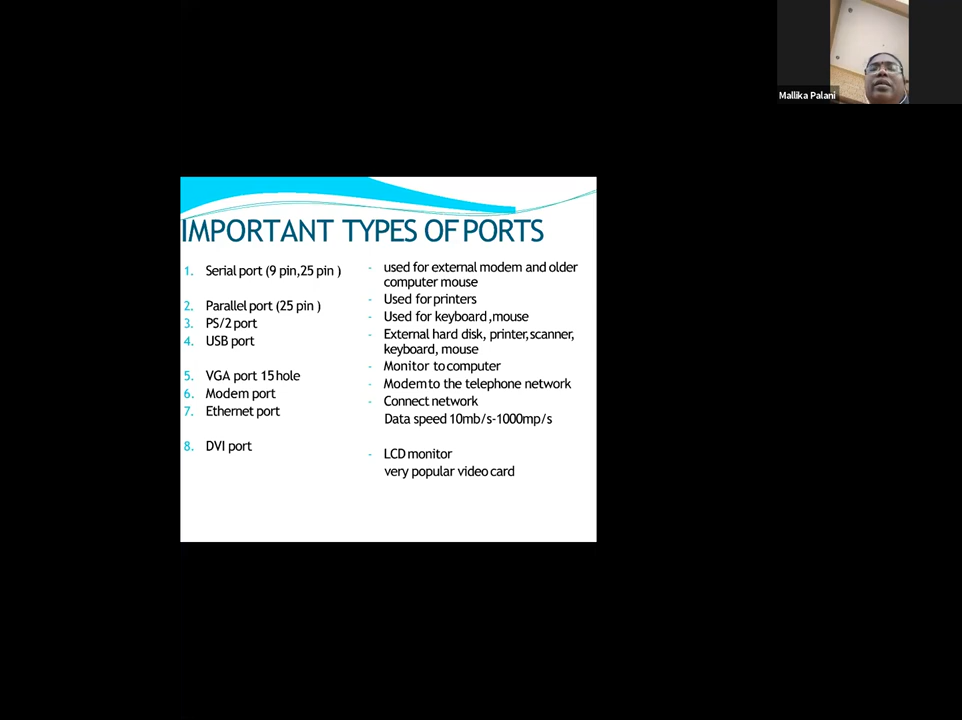 Mallika Palani
IMPORTANT TYPES OF PORTS
1. Serial port (9 pin,25 pin )
2. Parallel port (25 pin )
3. PS/2 port
4. USB port
5. VGA port 15 hole
6. Modem port
7. Ethernet port
8. DVI port
- used for external modem and older
computer mouse
- Used for printers
- Used for keyboard ,mouse
- External hard disk, printer,scanner,
keyboard, mouse
- Monitor to computer
- Modem to the telephone network
- Connect network
Data speed 10mb/s-1000mp/s
- LCD monitor
very popular video card